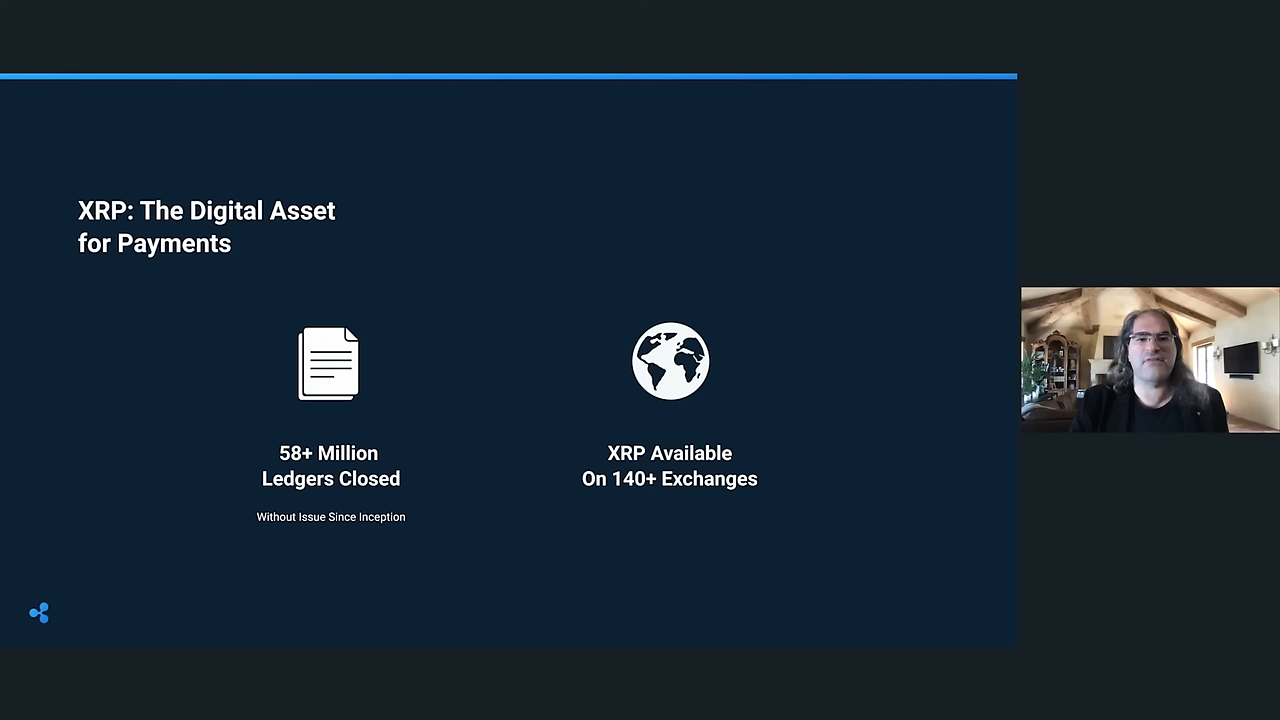 XRP: The Digital Asset
for Payments
58+ Million
Ledgers Closed
Without Issue Since Inception
XRP Available
On 140+ Exchanges